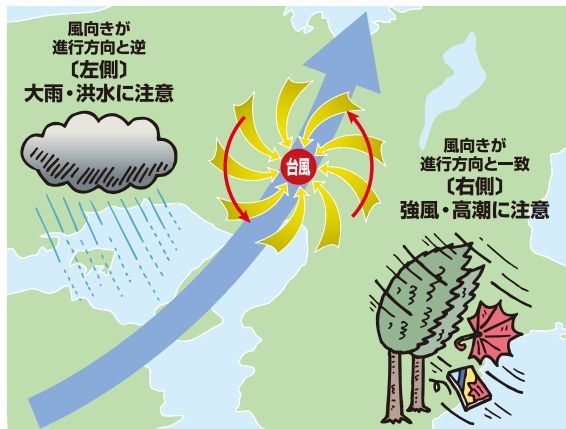 風向きが
進行方向と逆
〔左側〕
大雨・洪水に注意
台風
風向きが
進行方向と一致
〔右側〕
強風・高潮に注意